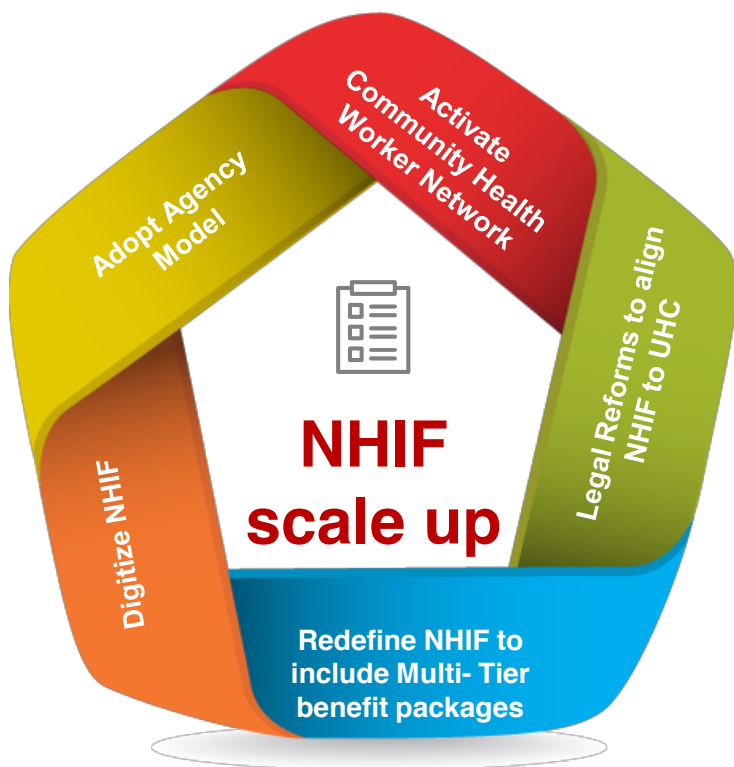 Activate
Community Health
Worker Network
Adopt Agency
Model
Legal Reforms to align
NHIF to UHC
NHIF
scale up
Digitize NHIF
Redefine NHIF to
include Multi- Tier
benefit packages